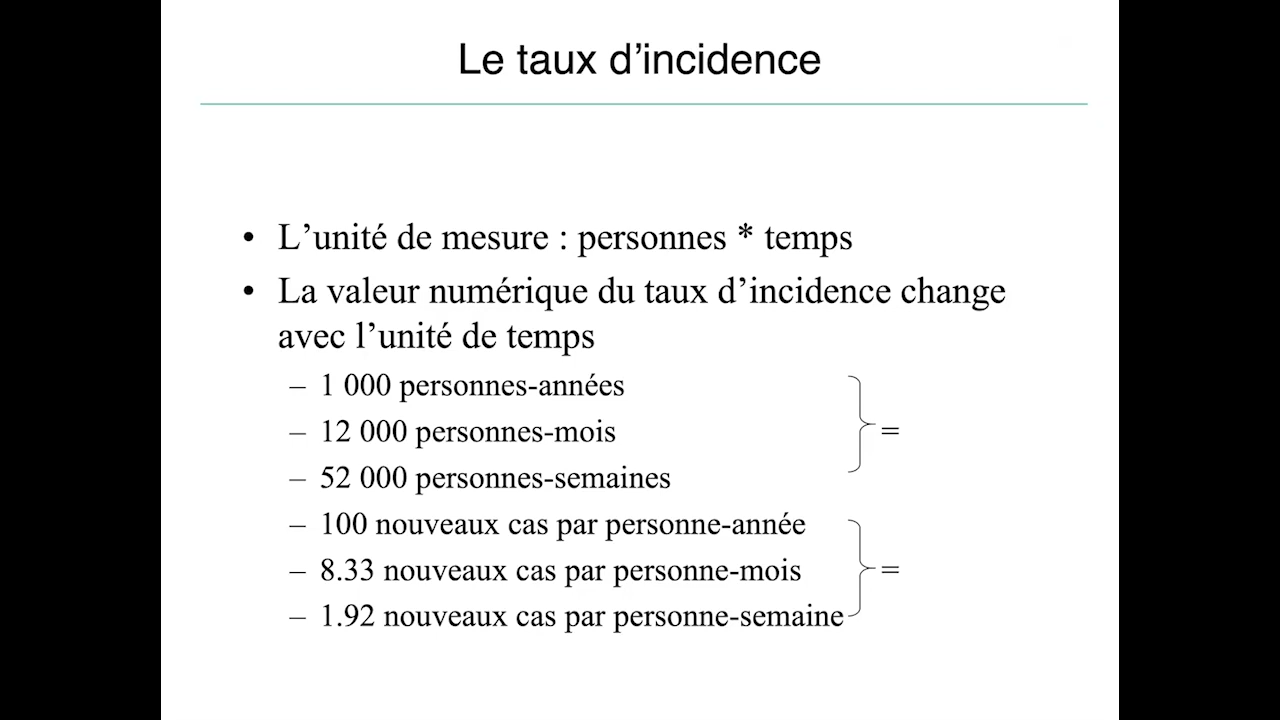 Le taux d’incidence
• L’unité de mesure : personnes * temps
• La valeur numérique du taux d’incidence change
avec l’unité de temps
– 1 000 personnes-années
– 12 000 personnes-mois
=
– 52 000 personnes-semaines
– 100 nouveaux cas par personne-année
– 8.33 nouveaux cas par personne-mois
=
– 1.92 nouveaux cas par personne-semaine